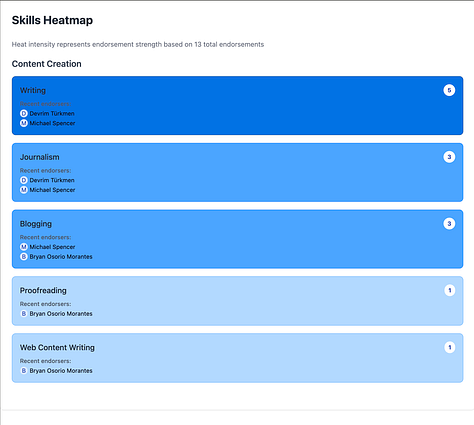 Skills Heatmap
Heat intensity represents endorsement strength based on 13 total endorsements
Content Creation
Writing 5
Recent endorsers:
D Devrim Türkmen
M Michael Spencer
Journalism 3
Recent endorsers:
D Devrim Türkmen
M Michael Spencer
Blogging 3
Recent endorsers:
M Michael Spencer
B Bryan Osorio Morantes
Proofreading 1
Recent endorsers:
B Bryan Osorio Morantes
Web Content Writing 1
Recent endorsers:
B Bryan Osorio Morantes